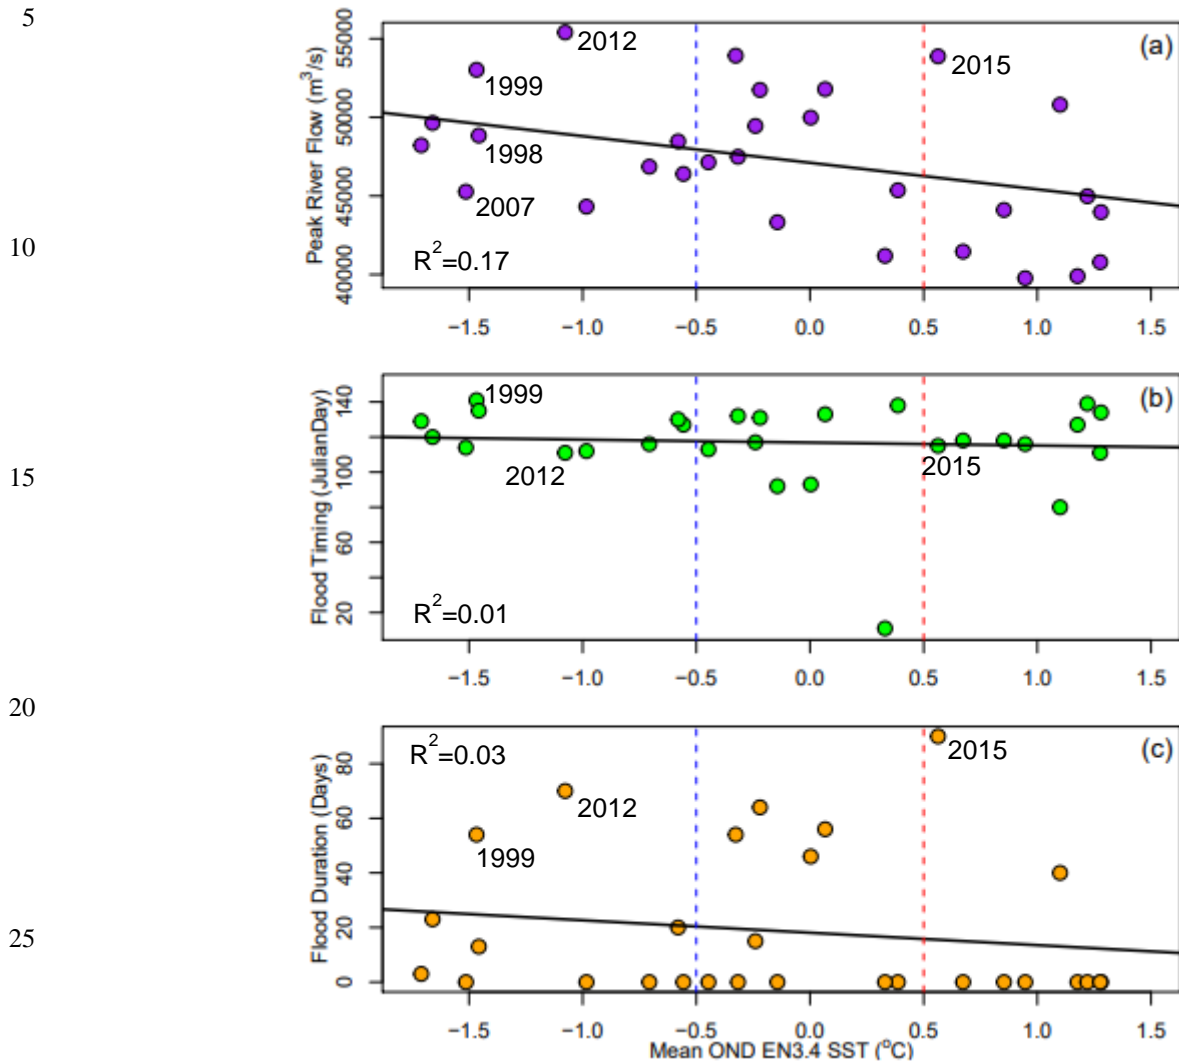 5
55000
50000
45000
40000
Peak River Flow (m³/s)
(a)
2012
1999
2015
1998
2007
R²=0.17
−1.5 −1.0 −0.5 0.0 0.5 1.0 1.5
10
140
100
60
20
Flood Timing (JulianDay)
(b)
1999
2012
2015
R²=0.01
−1.5 −1.0 −0.5 0.0 0.5 1.0 1.5
15
20
80
60
40
20
0
Flood Duration (Days)
(c)
R²=0.03
2015
2012
1999
25
−1.5 −1.0 −0.5 0.0 0.5 1.0 1.5
Mean OND EN3.4 SST (°C)